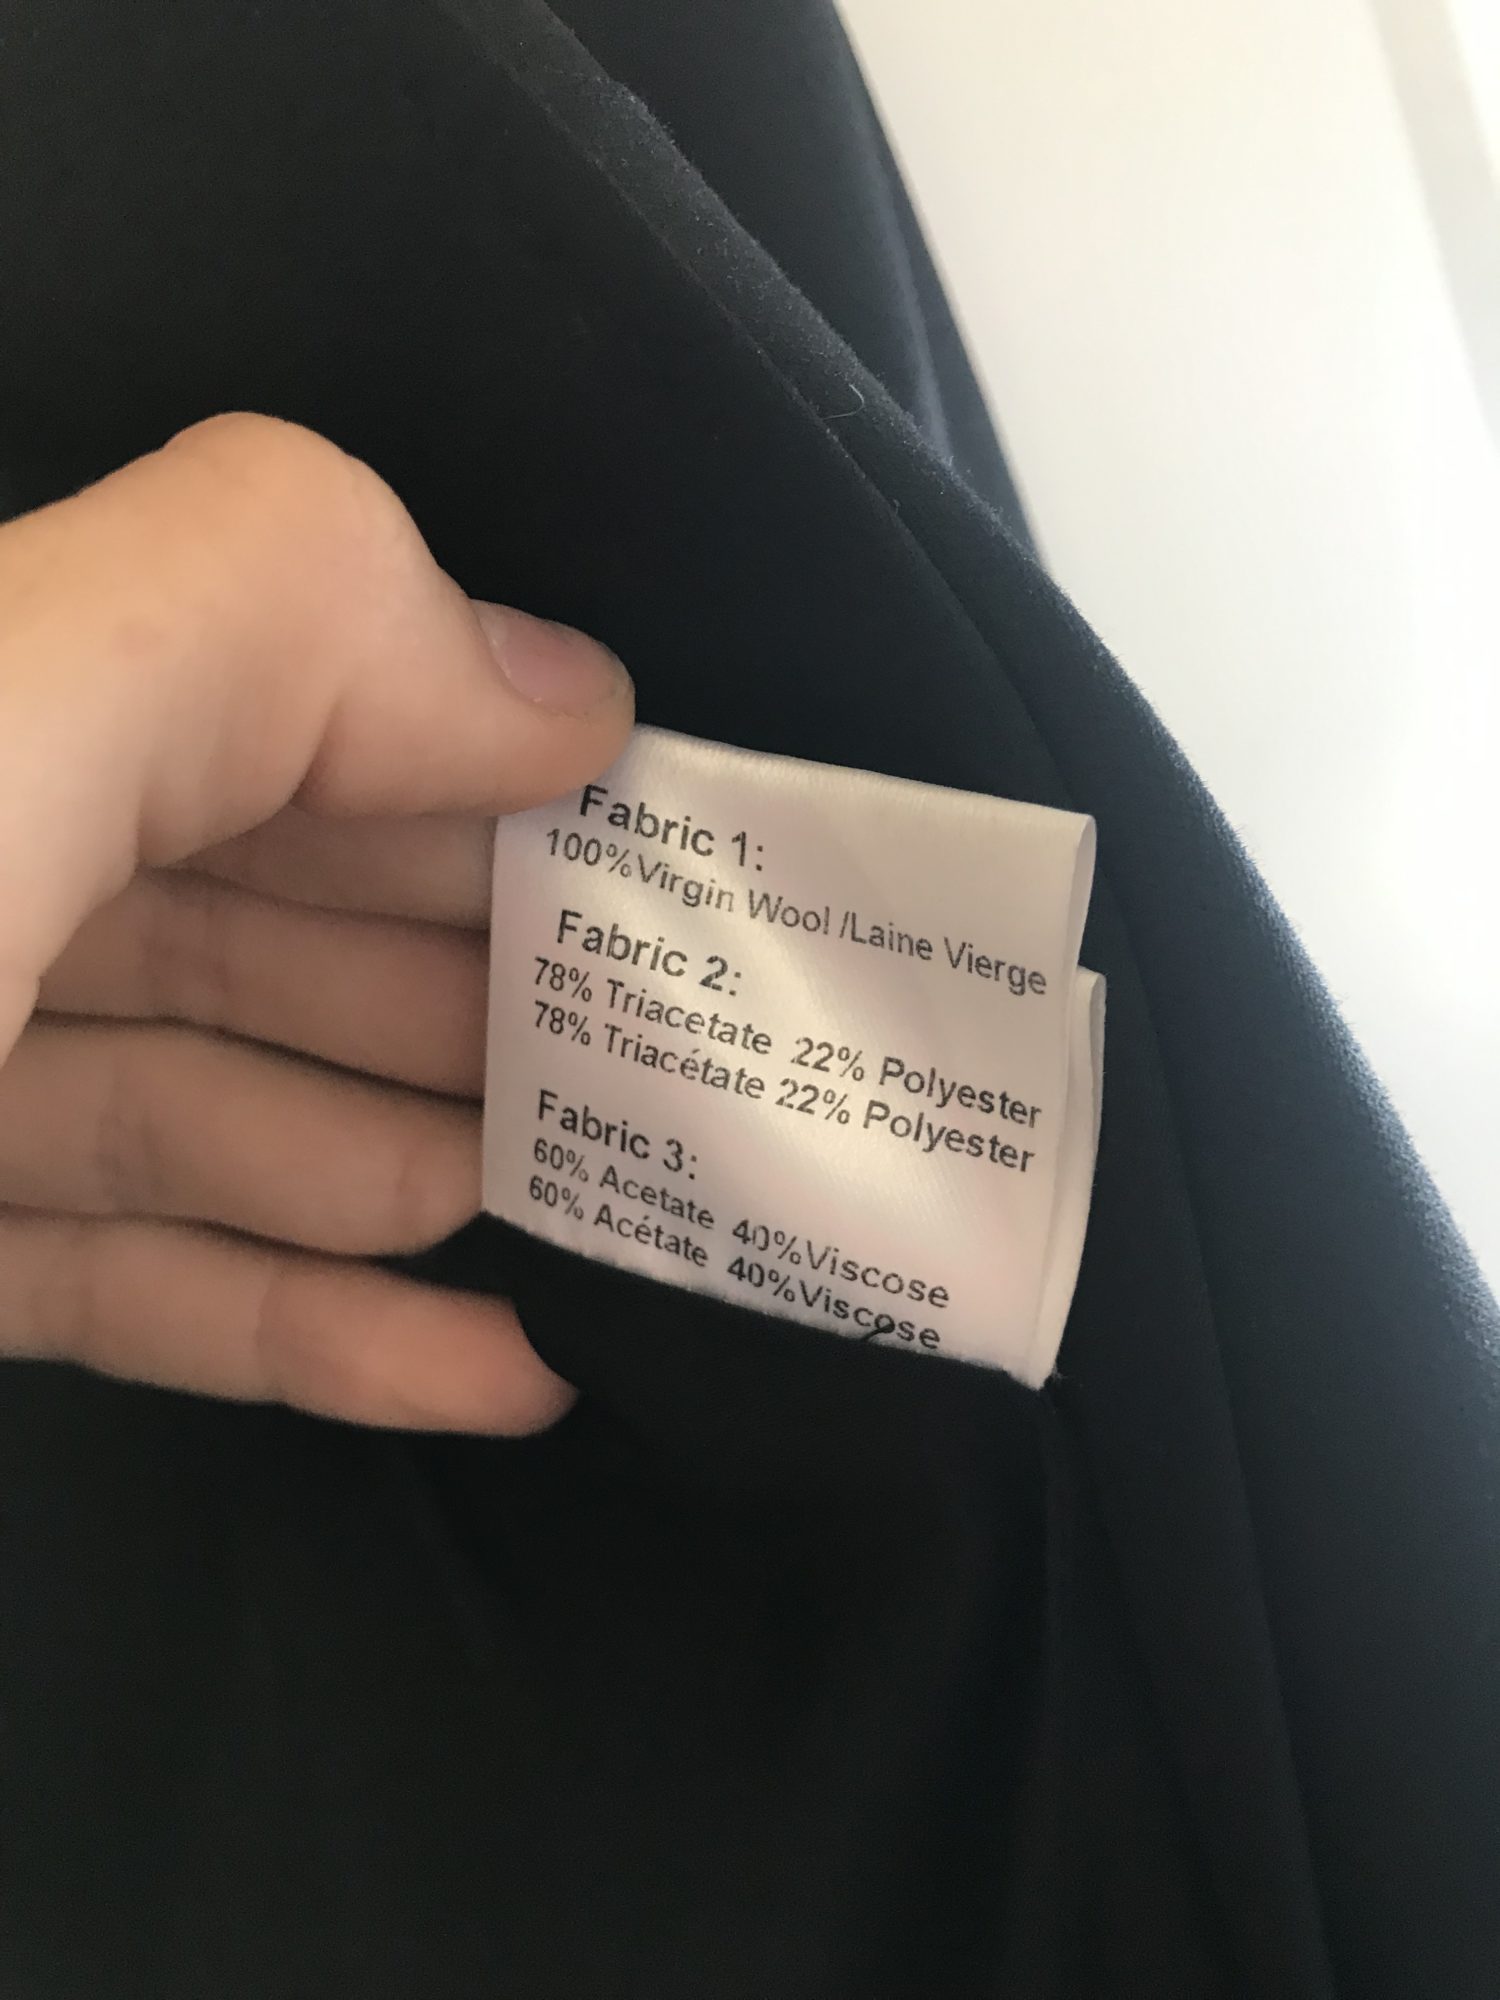 Fabric 1:
100%Virgin Wool /Laine Vierge
Fabric 2:
78% Triacetate 22% Polyester
78% Triacétate 22% Polyester
Fabric 3:
60% Acetate 40%Viscose
60% Acétate 40%Viscose